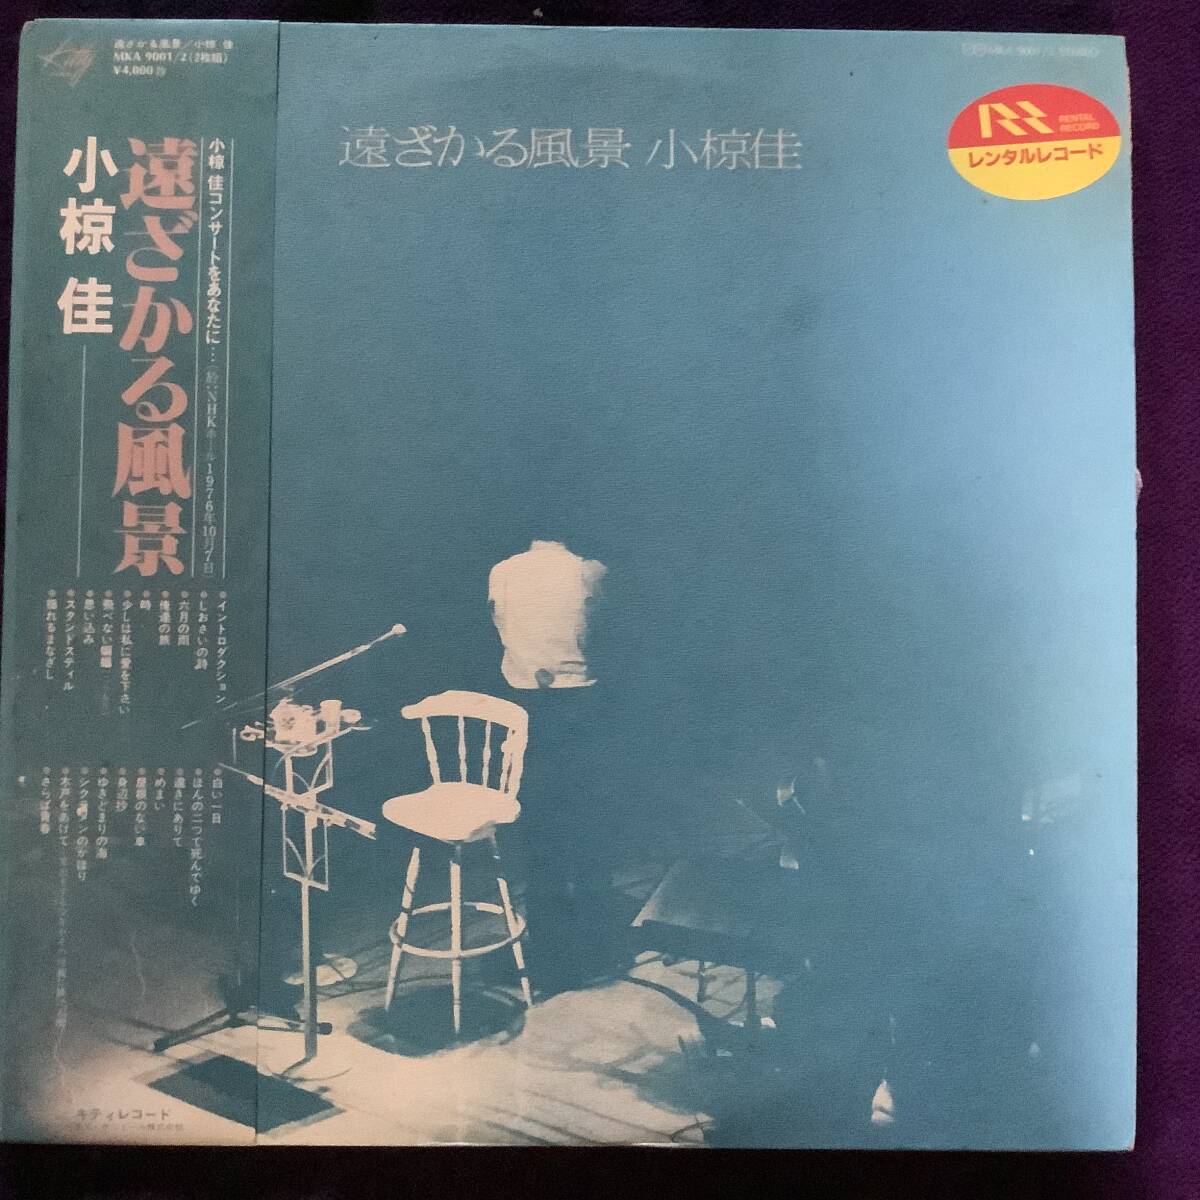 Kitty
遠ざかる風景/小椋 佳
MKA 9001/2(2枚組)
¥4,000
遠ざかる風景 小椋佳
RENTAL
RECORD
レンタルレコード
小椋 佳コンサートをあなたに…(於:NHKホール1976年10月7日)
遠ざかる風景
小椋 佳
●イントロダクション
●しおさいの詩
●六月の雨
●俺達の旅
●時
●少しは私に愛を下さい
●飛べない蝙蝠
●思い込み
●スタンドスティル
●揺れるまなざし
●白い一日
●ほんの二つで死んでゆく
●遠きにありて
●めまい
●屋根のない車
●身辺抄
●ゆきどまりの海
●シクラメンのかほり
●木戸をあけて
●さらば青春
キティレコード